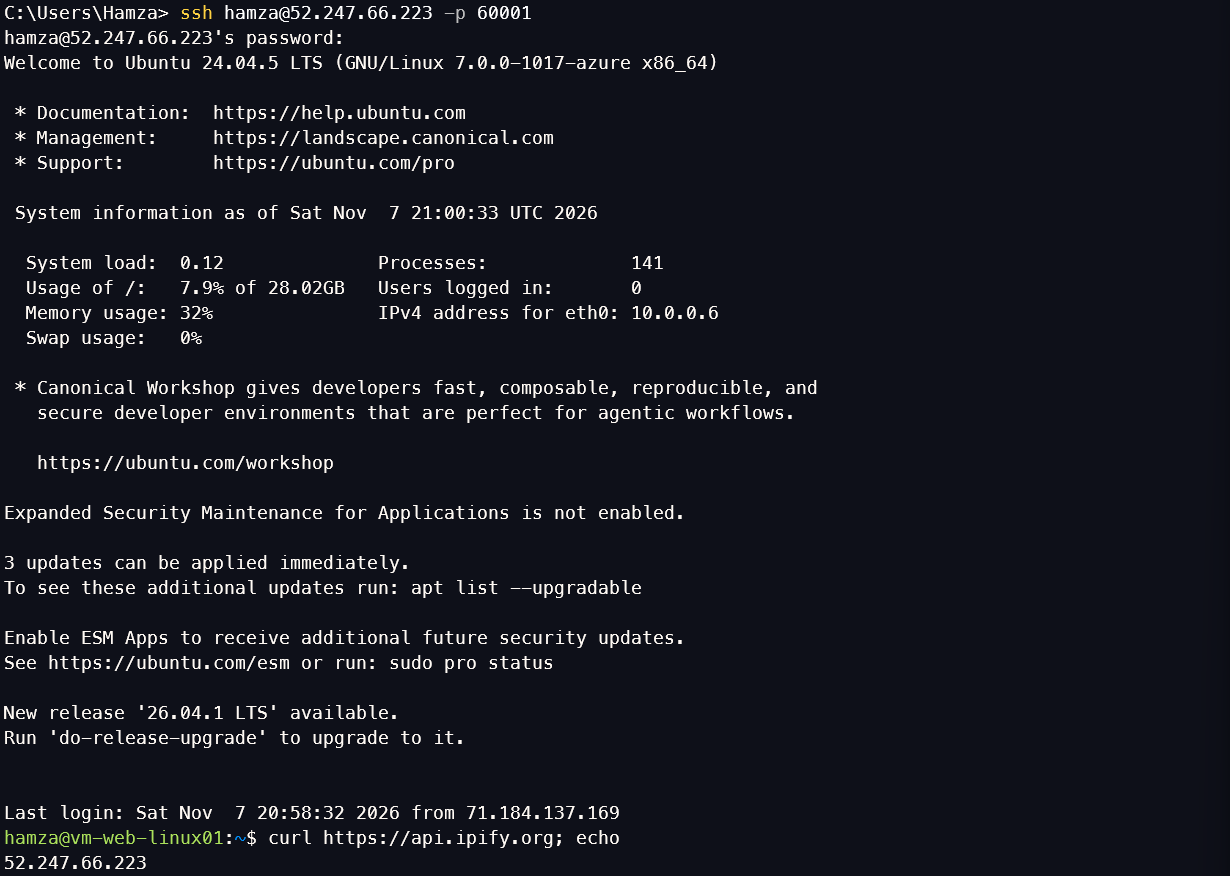 C:\Users\Hamza> ssh hamza@52.247.66.223 -p 60001
hamza@52.247.66.223's password:
Welcome to Ubuntu 24.04.5 LTS (GNU/Linux 7.0.0-1017-azure x86_64)

 * Documentation:  https://help.ubuntu.com
 * Management:     https://landscape.canonical.com
 * Support:        https://ubuntu.com/pro

 System information as of Sat Nov  7 21:00:33 UTC 2026

  System load:  0.12              Processes:             141
  Usage of /:   7.9% of 28.02GB   Users logged in:       0
  Memory usage: 32%               IPv4 address for eth0: 10.0.0.6
  Swap usage:   0%

 * Canonical Workshop gives developers fast, composable, reproducible, and
   secure developer environments that are perfect for agentic workflows.

   https://ubuntu.com/workshop

Expanded Security Maintenance for Applications is not enabled.

3 updates can be applied immediately.
To see these additional updates run: apt list --upgradable

Enable ESM Apps to receive additional future security updates.
See https://ubuntu.com/esm or run: sudo pro status

New release '26.04.1 LTS' available.
Run 'do-release-upgrade' to upgrade to it.


Last login: Sat Nov  7 20:58:32 2026 from 71.184.137.169
hamza@vm-web-linux01:~$ curl https://api.ipify.org; echo
52.247.66.223